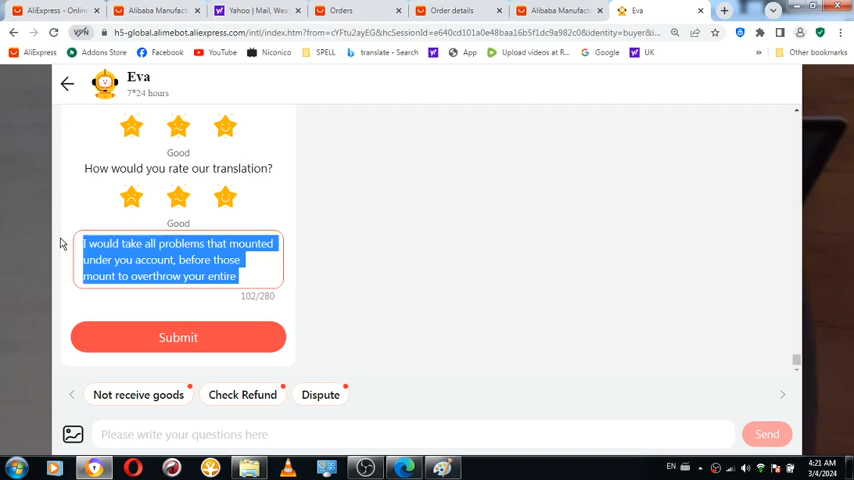 AliExpress - Online
Alibaba Manufact
Yahoo | Mail, Wea
Orders
Order details
Alibaba Manufact
Eva
VPN
h5-global.alimebot.aliexpress.com/intl/index.htm?from=cYFtu2ayEG&hcSessionId=e640cd101a0e48baa16b5f1dc9a982c0&identity=buyer&i...
AliExpress
Addons Store
Facebook
YouTube
Niconico
SPELL
translate - Search
App
Upload videos at R...
Google
UK
Other bookmarks
Eva
7*24 hours
Good
How would you rate our translation?
Good
I would take all problems that mounted
under you account, before those
mount to overthrow your entire
102/280
Submit
Not receive goods
Check Refund
Dispute
Please write your questions here
Send
EN
4:21 AM
3/4/2024